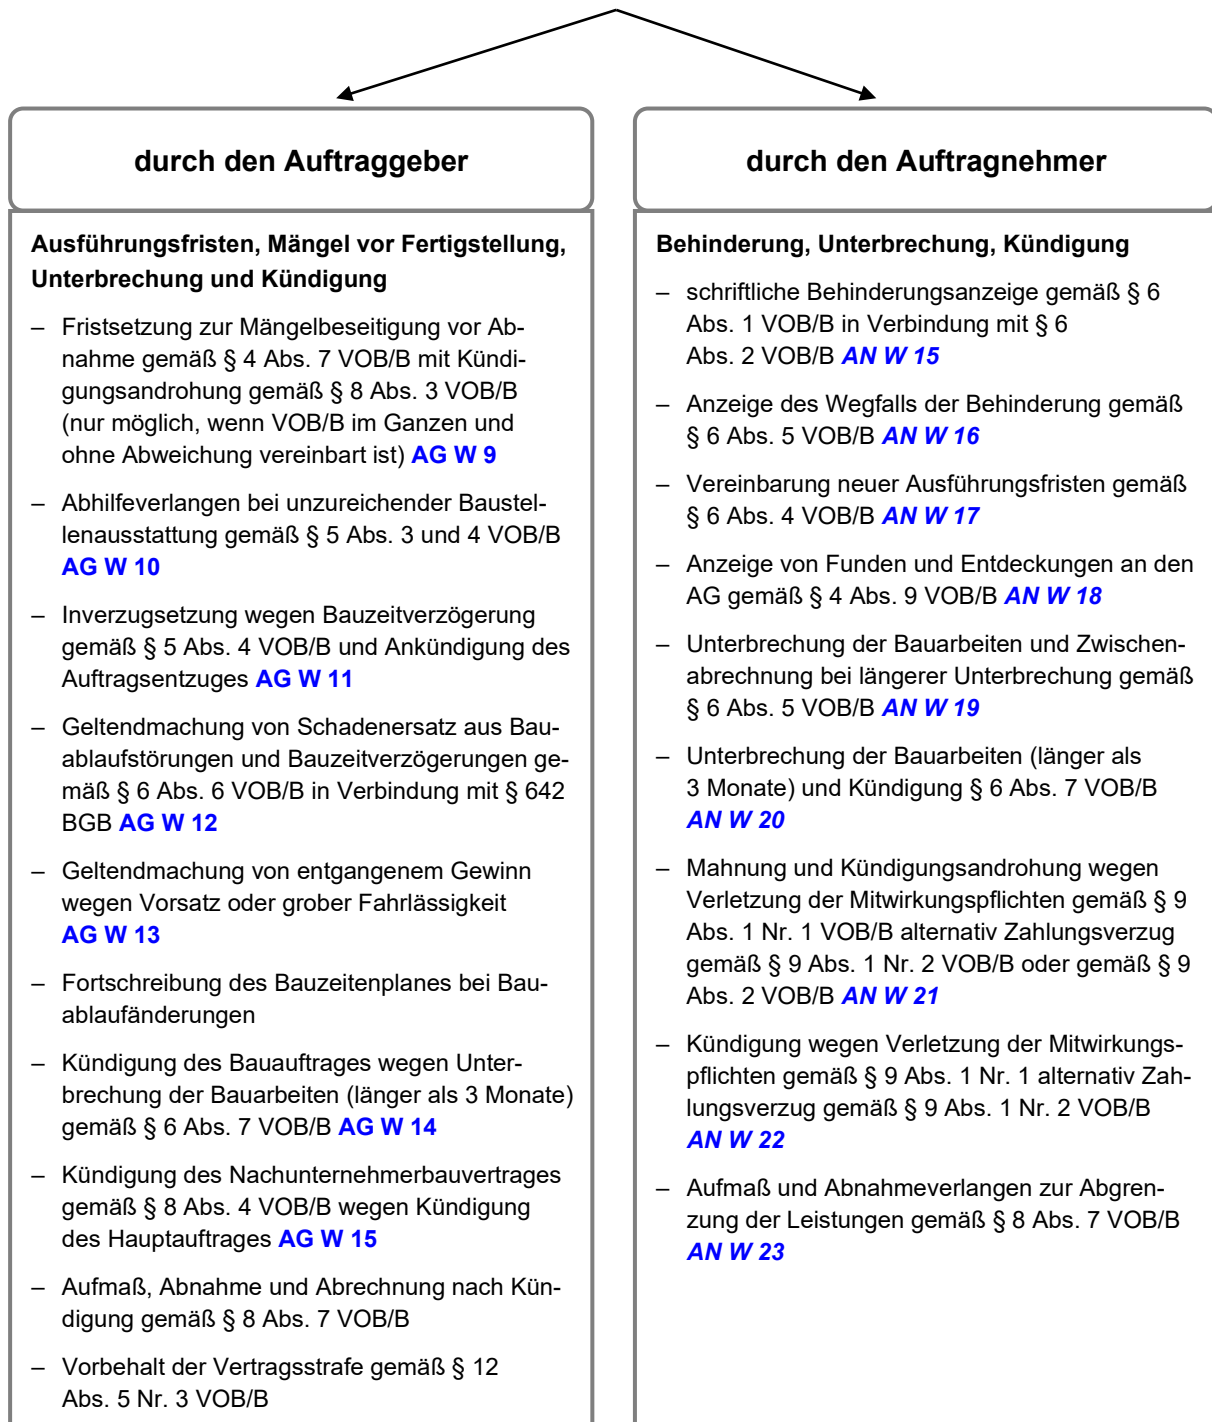 durch den Auftraggeber
Ausführungsfristen, Mängel vor Fertigstellung,
Unterbrechung und Kündigung
– Fristsetzung zur Mängelbeseitigung vor Ab-
nahme gemäß § 4 Abs. 7 VOB/B mit Kündi-
gungsandrohung gemäß § 8 Abs. 3 VOB/B
(nur möglich, wenn VOB/B im Ganzen und
ohne Abweichung vereinbart ist) AG W 9
– Abhilfeverlangen bei unzureichender Baustel-
lenausstattung gemäß § 5 Abs. 3 und 4 VOB/B
AG W 10
– Inverzugsetzung wegen Bauzeitverzögerung
gemäß § 5 Abs. 4 VOB/B und Ankündigung des
Auftragsentzuges AG W 11
– Geltendmachung von Schadenersatz aus Bau-
ablaufstörungen und Bauzeitverzögerungen ge-
mäß § 6 Abs. 6 VOB/B in Verbindung mit § 642
BGB AG W 12
– Geltendmachung von entgangenem Gewinn
wegen Vorsatz oder grober Fahrlässigkeit
AG W 13
– Fortschreibung des Bauzeitenplanes bei Bau-
ablaufänderungen
– Kündigung des Bauauftrages wegen Unter-
brechung der Bauarbeiten (länger als 3 Monate)
gemäß § 6 Abs. 7 VOB/B AG W 14
– Kündigung des Nachunternehmerbauvertrages
gemäß § 8 Abs. 4 VOB/B wegen Kündigung
des Hauptauftrages AG W 15
– Aufmaß, Abnahme und Abrechnung nach Kün-
digung gemäß § 8 Abs. 7 VOB/B
– Vorbehalt der Vertragsstrafe gemäß § 12
Abs. 5 Nr. 3 VOB/B
durch den Auftragnehmer
Behinderung, Unterbrechung, Kündigung
– schriftliche Behinderungsanzeige gemäß § 6
Abs. 1 VOB/B in Verbindung mit § 6
Abs. 2 VOB/B AN W 15
– Anzeige des Wegfalls der Behinderung gemäß
§ 6 Abs. 5 VOB/B AN W 16
– Vereinbarung neuer Ausführungsfristen gemäß
§ 6 Abs. 4 VOB/B AN W 17
– Anzeige von Funden und Entdeckungen an den
AG gemäß § 4 Abs. 9 VOB/B AN W 18
– Unterbrechung der Bauarbeiten und Zwischen-
abrechnung bei längerer Unterbrechung gemäß
§ 6 Abs. 5 VOB/B AN W 19
– Unterbrechung der Bauarbeiten (länger als
3 Monate) und Kündigung § 6 Abs. 7 VOB/B
AN W 20
– Mahnung und Kündigungsandrohung wegen
Verletzung der Mitwirkungspflichten gemäß § 9
Abs. 1 Nr. 1 VOB/B alternativ Zahlungsverzug
gemäß § 9 Abs. 1 Nr. 2 VOB/B oder gemäß § 9
Abs. 2 VOB/B AN W 21
– Kündigung wegen Verletzung der Mitwirkungs-
pflichten gemäß § 9 Abs. 1 Nr. 1 alternativ Zah-
lungsverzug gemäß § 9 Abs. 1 Nr. 2 VOB/B
AN W 22
– Aufmaß und Abnahmeverlangen zur Abgren-
zung der Leistungen gemäß § 8 Abs. 7 VOB/B
AN W 23